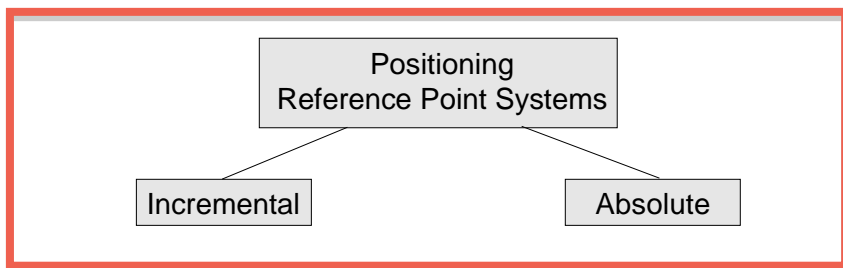 Positioning
Reference Point Systems
Incremental
Absolute